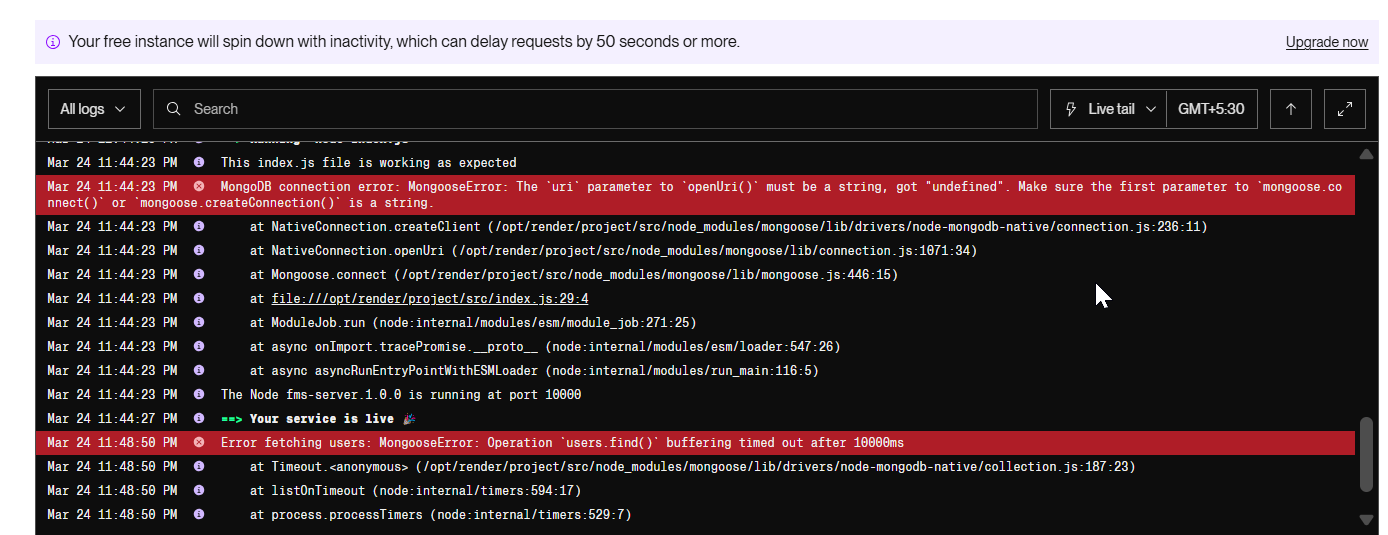 Your free instance will spin down with inactivity, which can delay requests by 50 seconds or more.
Upgrade now
All logs
Search
Live tail
GMT+5:30
Mar 24 11:44:23 PM This index.js file is working as expected
Mar 24 11:44:23 PM MongoDB connection error: MongooseError: The `uri` parameter to `openUri()` must be a string, got "undefined". Make sure the first parameter to `mongoose.co
nnect()` or `mongoose.createConnection()` is a string.
Mar 24 11:44:23 PM at NativeConnection.createClient (/opt/render/project/src/node_modules/mongoose/lib/drivers/node-mongodb-native/connection.js:236:11)
Mar 24 11:44:23 PM at NativeConnection.openUri (/opt/render/project/src/node_modules/mongoose/lib/connection.js:1071:34)
Mar 24 11:44:23 PM at Mongoose.connect (/opt/render/project/src/node_modules/mongoose/lib/mongoose.js:446:15)
Mar 24 11:44:23 PM at file:///opt/render/project/src/index.js:29:4
Mar 24 11:44:23 PM at ModuleJob.run (node:internal/modules/esm/module_job:271:25)
Mar 24 11:44:23 PM at async onImport.tracePromise.__proto__ (node:internal/modules/esm/loader:547:26)
Mar 24 11:44:23 PM at async asyncRunEntryPointWithESMLoader (node:internal/modules/run_main:116:5)
Mar 24 11:44:23 PM The Node fms-server.1.0.0 is running at port 10000
Mar 24 11:44:27 PM ==> Your service is live 🎉
Mar 24 11:48:50 PM Error fetching users: MongooseError: Operation `users.find()` buffering timed out after 10000ms
Mar 24 11:48:50 PM at Timeout.<anonymous> (/opt/render/project/src/node_modules/mongoose/lib/drivers/node-mongodb-native/collection.js:187:23)
Mar 24 11:48:50 PM at listOnTimeout (node:internal/timers:594:17)
Mar 24 11:48:50 PM at process.processTimers (node:internal/timers:529:7)